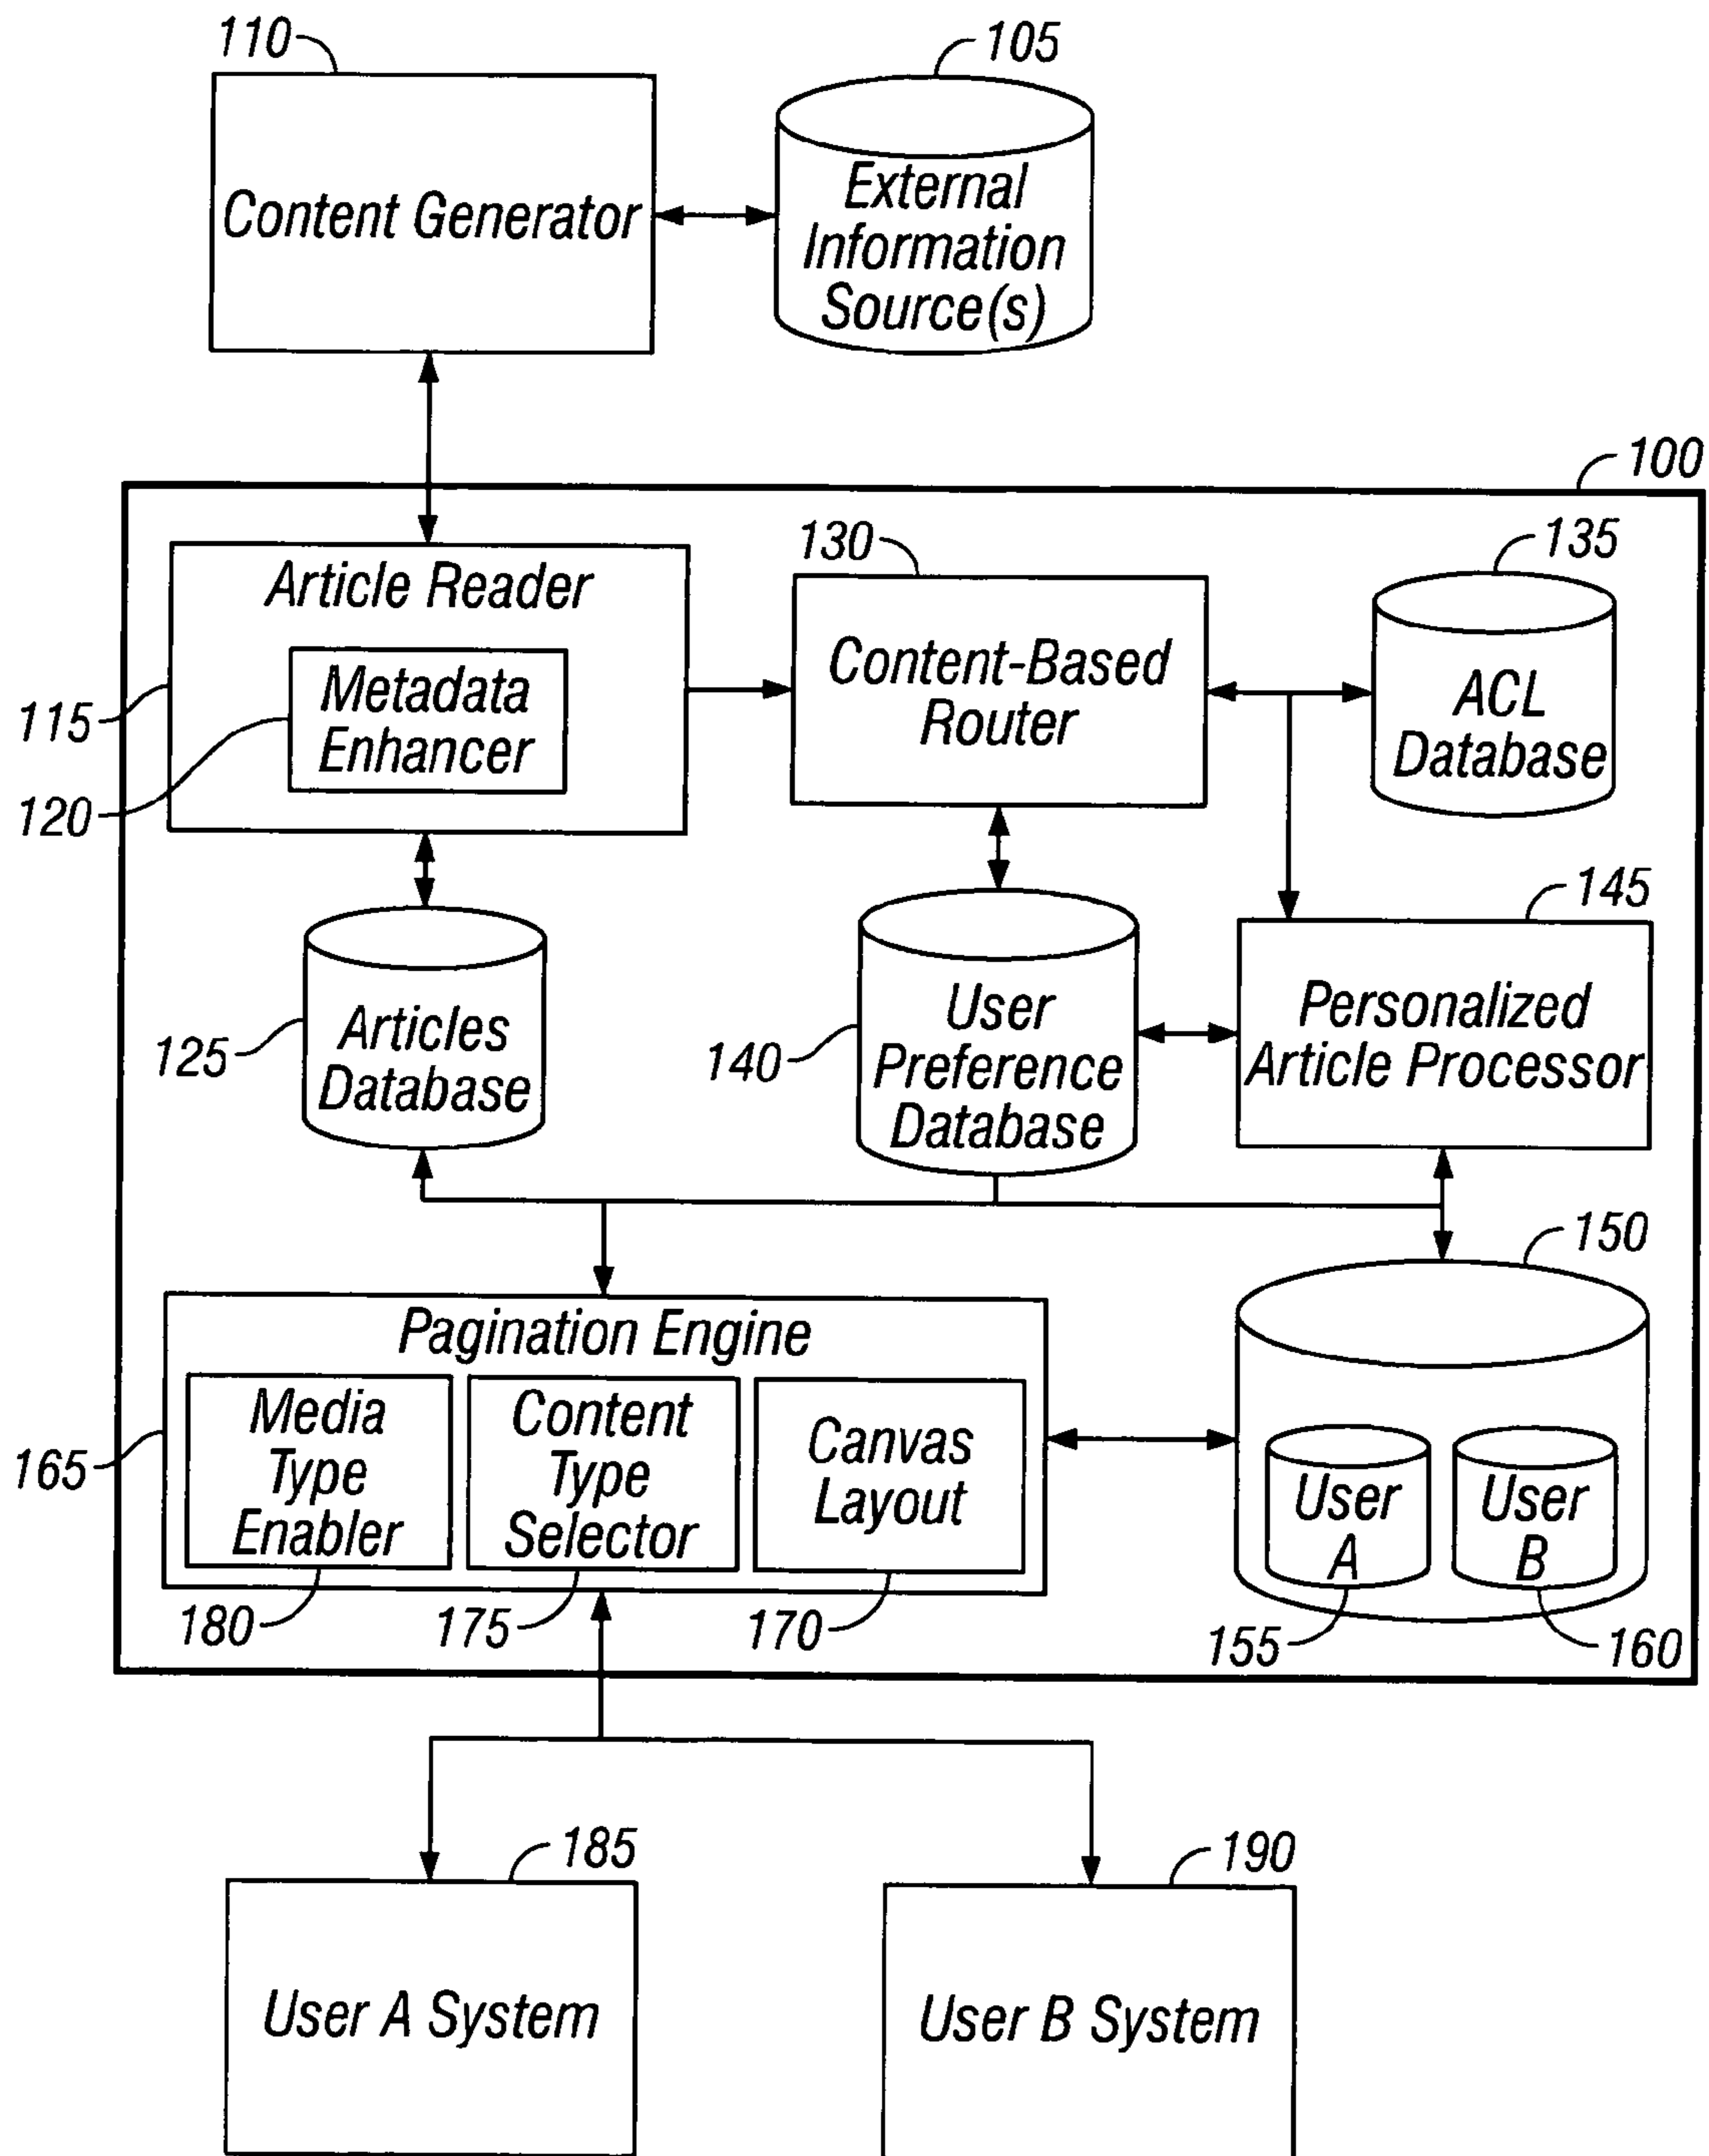 110
105
Content Generator
External
Information
Source(s)
100
Article Reader
130
135
Metadata
Enhancer
Content-Based
Router
ACL
Database
115
120
145
Articles
Database
125
User
Preference
Database
140
Personalized
Article Processor
150
Pagination Engine
Media
Type
Enabler
Content
Type
Selector
Canvas
Layout
165
User
A
User
B
180
175
170
155
160
185
190
User A System
User B System